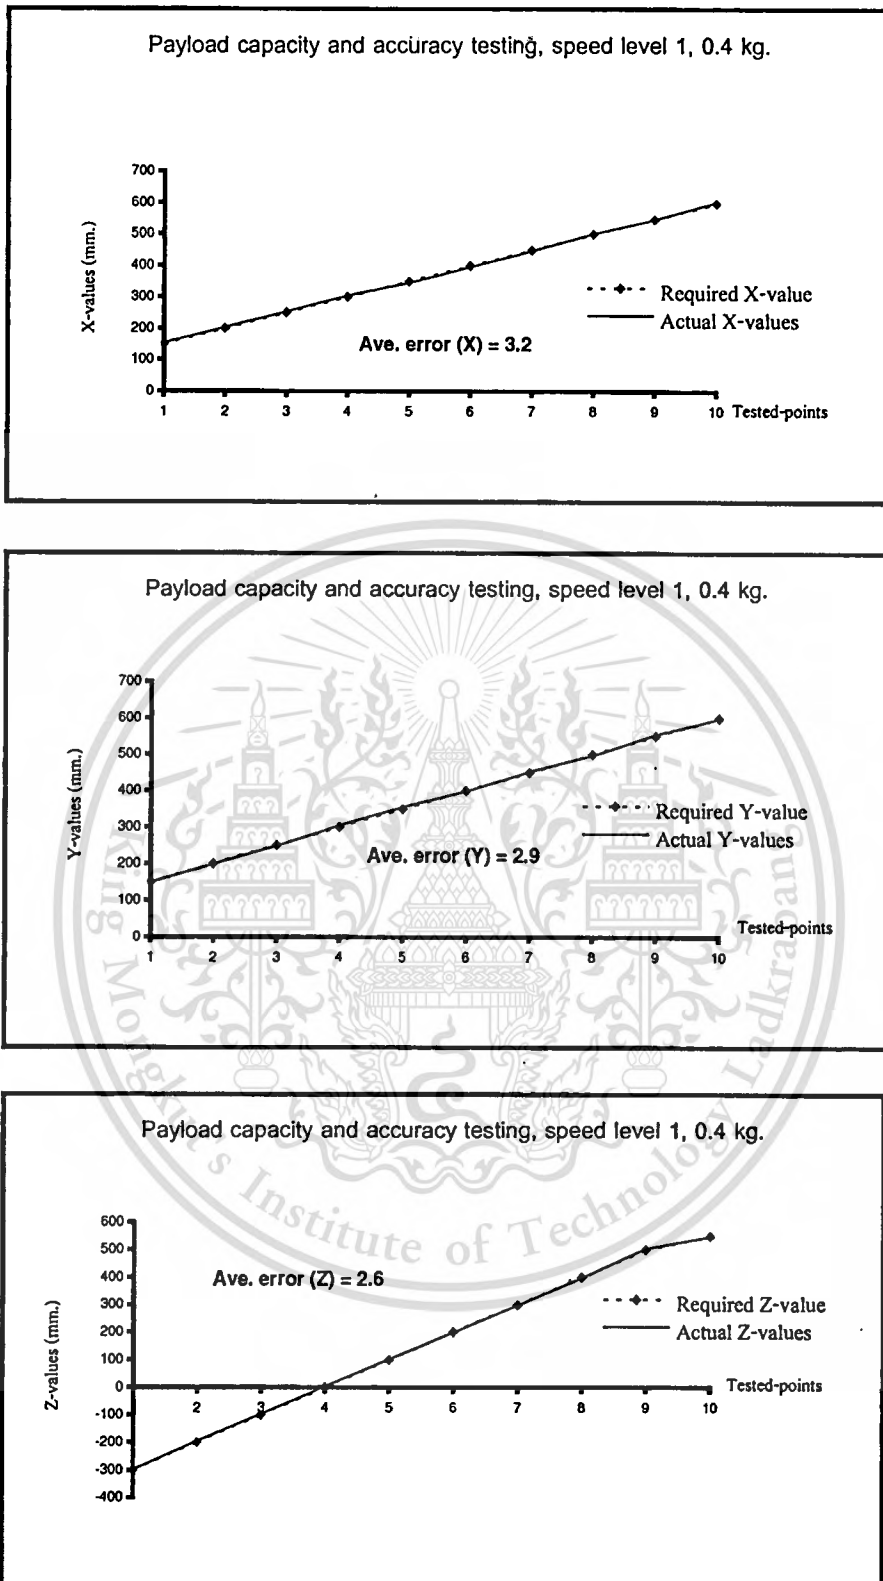 Payload capacity and accuracy testing, speed level 1, 0.4 kg.
700
600
500
400
300
200
100
0
X-values (mm.)
Required X-value
Actual X-values
Ave. error (X) = 3.2
1 2 3 4 5 6 7 8 9 10 Tested-points
Payload capacity and accuracy testing, speed level 1, 0.4 kg.
700
600
500
400
300
200
100
0
Y-values (mm.)
Required Y-value
Actual Y-values
Ave. error (Y) = 2.9
Tested-points
1 2 3 4 5 6 7 8 9 10
Payload capacity and accuracy testing, speed level 1, 0.4 kg.
600
500
400
300
200
100
0
-100
-200
-300
-400
Z-values (mm.)
Ave. error (Z) = 2.6
Required Z-value
Actual Z-values
Tested-points
2 3 4 5 6 7 8 9 10
King Mongkut's Institute of Technology Ladkrabang